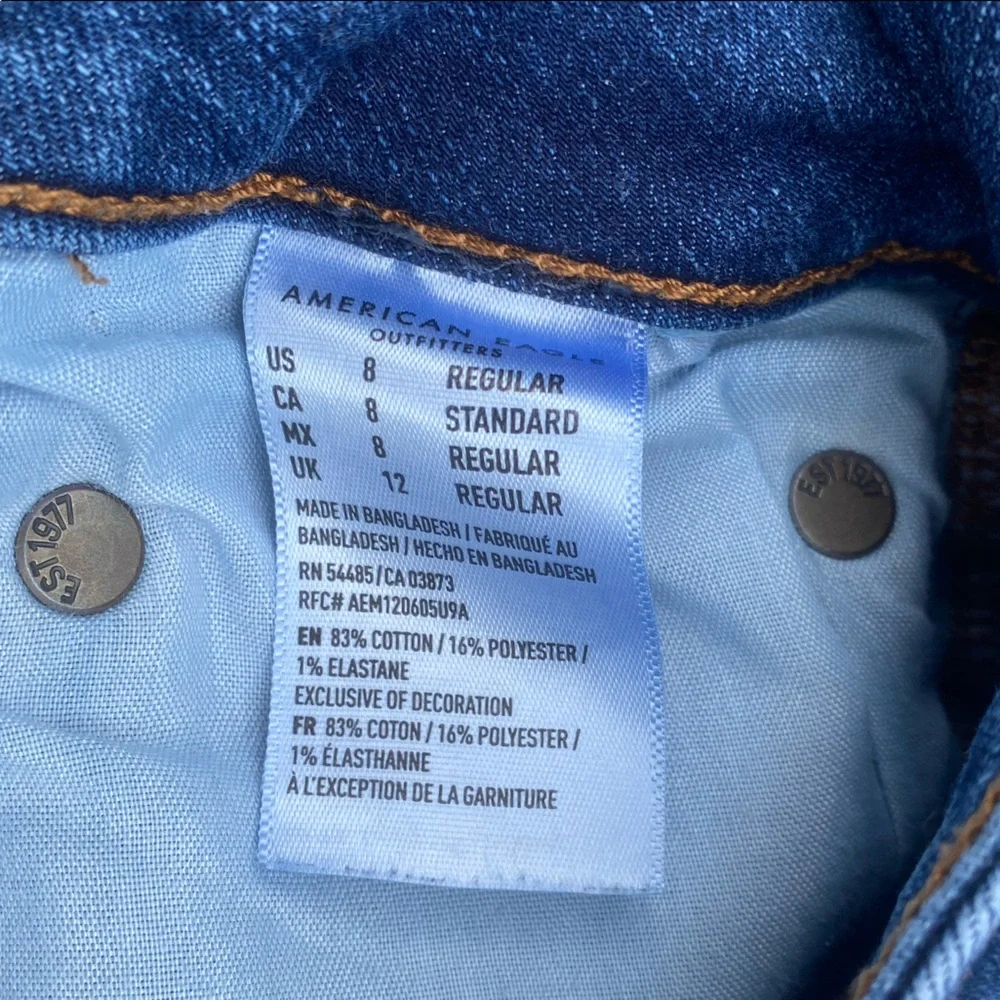 AMERICAN EAGLE
OUTFITTERS
US 8 REGULAR
CA 8 STANDARD
MX 8 REGULAR
UK 12 REGULAR
MADE IN BANGLADESH / FABRIQUÉ AU
BANGLADESH / HECHO EN BANGLADESH
RN 54485/CA 03873
RFC# AEM120605U9A
EN 83% COTTON / 16% POLYESTER /
1% ELASTANE
EXCLUSIVE OF DECORATION
FR 83% COTON / 16% POLYESTER /
1% ÉLASTHANNE
À L'EXCEPTION DE LA GARNITURE
EST 1977
EST 1977